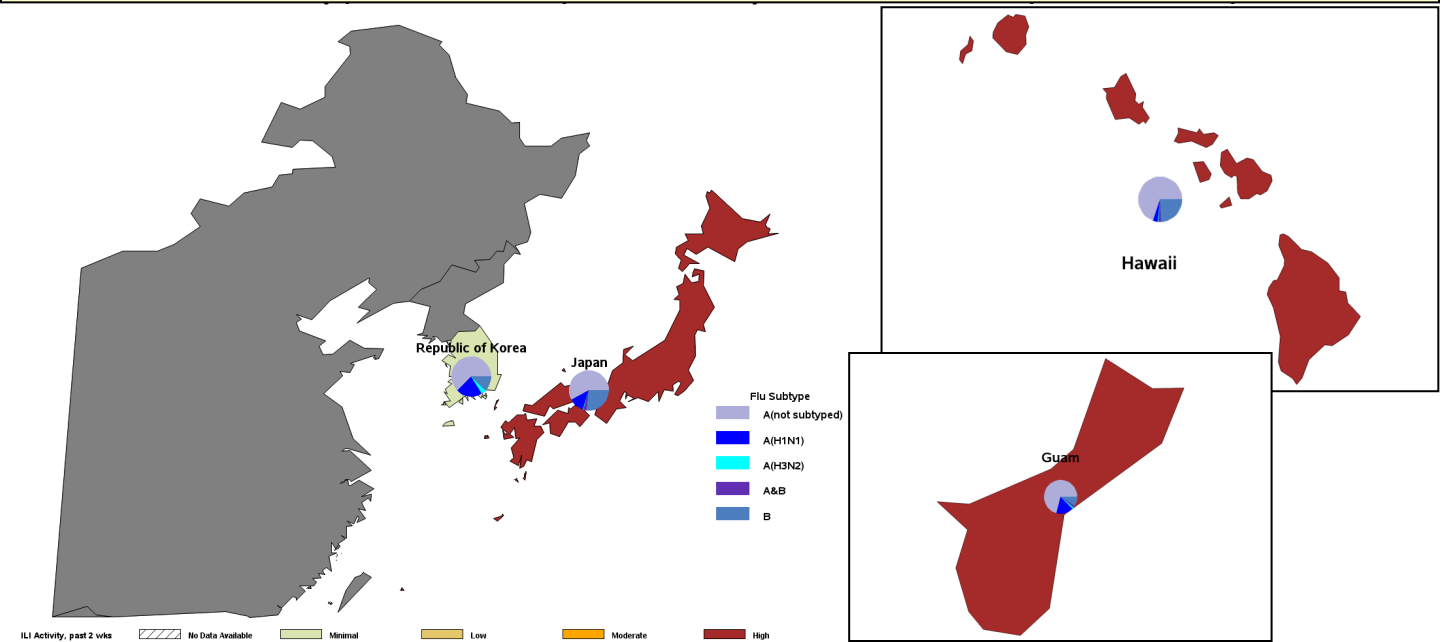 Hawaii
Republic of Korea
Japan
Flu Subtype
A(not subtyped)
A(H1N1)
A(H3N2)
A&B
B
Guam
ILI Activity, past 2 wks
No Data Available
Minimal
Low
Moderate
High